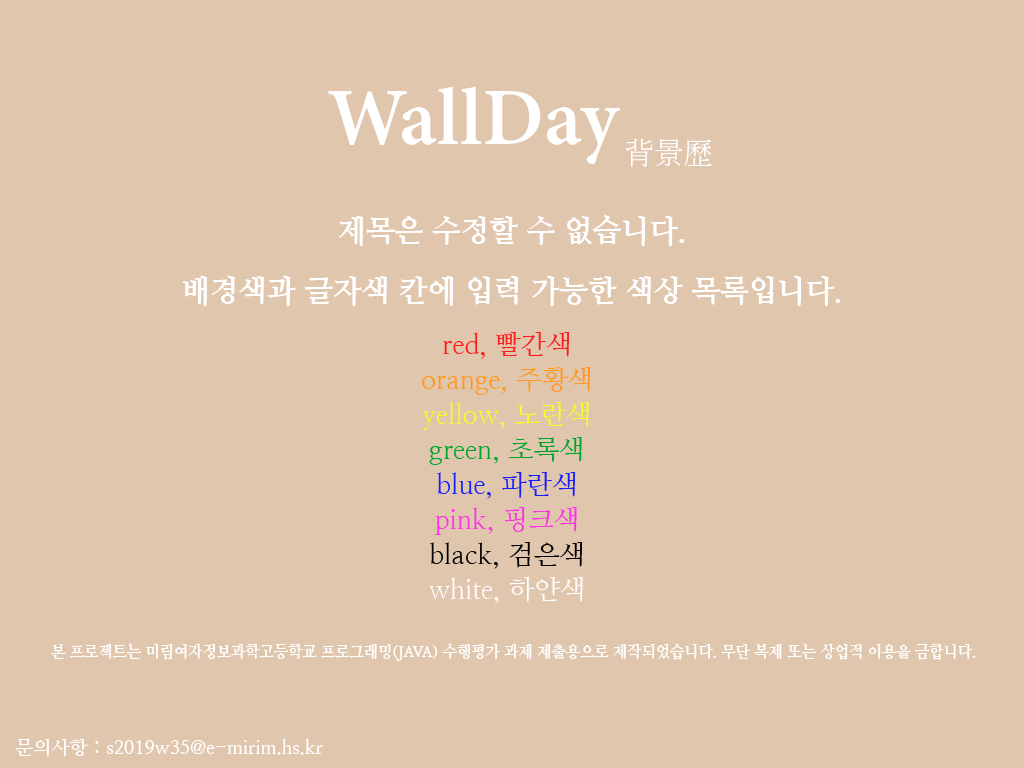 WallDay 背景歷
제목은 수정할 수 없습니다.
배경색과 글자색 칸에 입력 가능한 색상 목록입니다.
red, 빨간색
orange, 주황색
yellow, 노란색
green, 초록색
blue, 파란색
pink, 핑크색
black, 검은색
white, 하얀색
본 프로젝트는 미림여자정보과학고등학교 프로그래밍(JAVA) 수행평가 과제 제출용으로 제작되었습니다. 무단 복제 또는 상업적 이용을 금합니다.
문의사항 : s2019w35@e-mirim.hs.kr